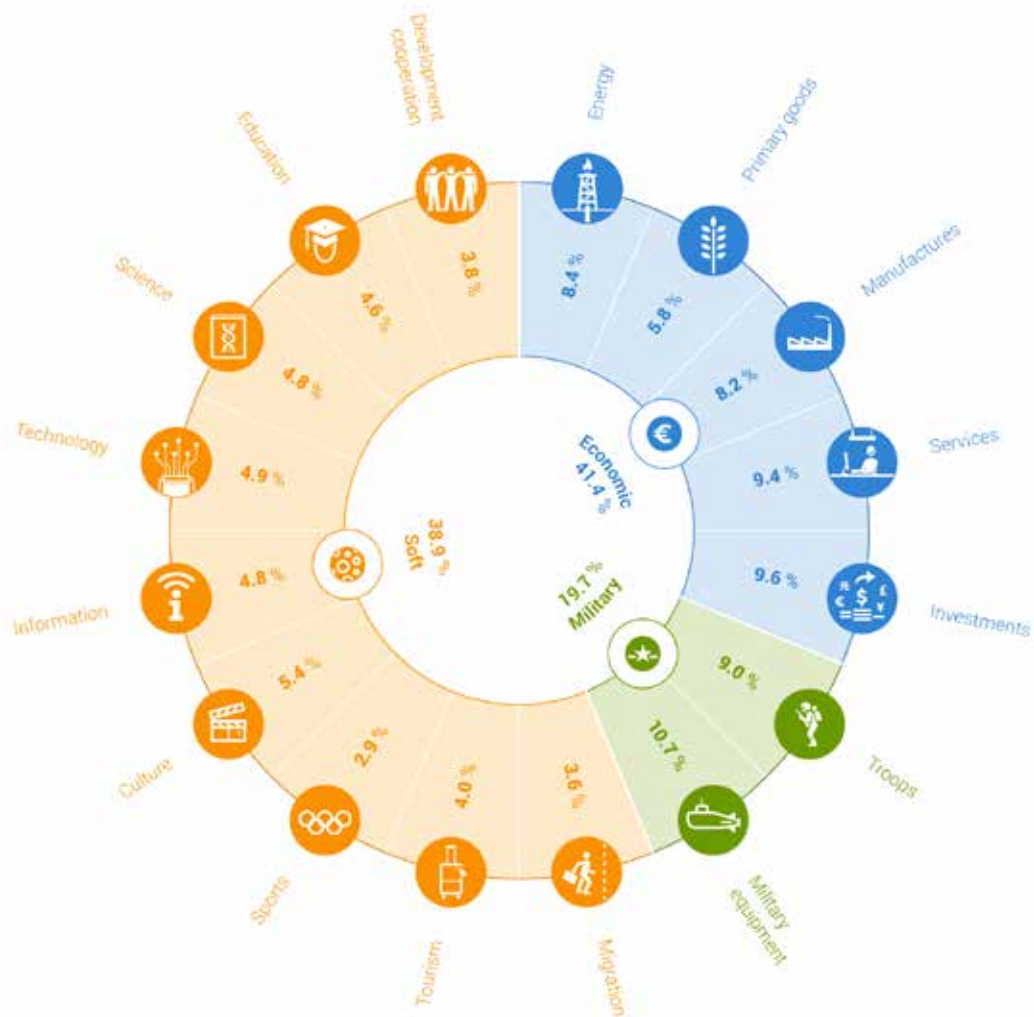 Development
cooperation
3.8 %
Energy
8.4 %
Primary goods
5.8 %
Manufactures
8.2 %
Services
9.4 %
Investments
9.6 %
Troops
9.0 %
Military
equipment
10.7 %
Migration
3.6 %
Tourism
4.0 %
Sports
2.9 %
Culture
5.4 %
Information
4.8 %
Technology
4.9 %
Science
4.8 %
Education
4.6 %
Economic
41.4 %
€
19.7 %
Military
38.9 %
Soft
i
€
$
£
¥